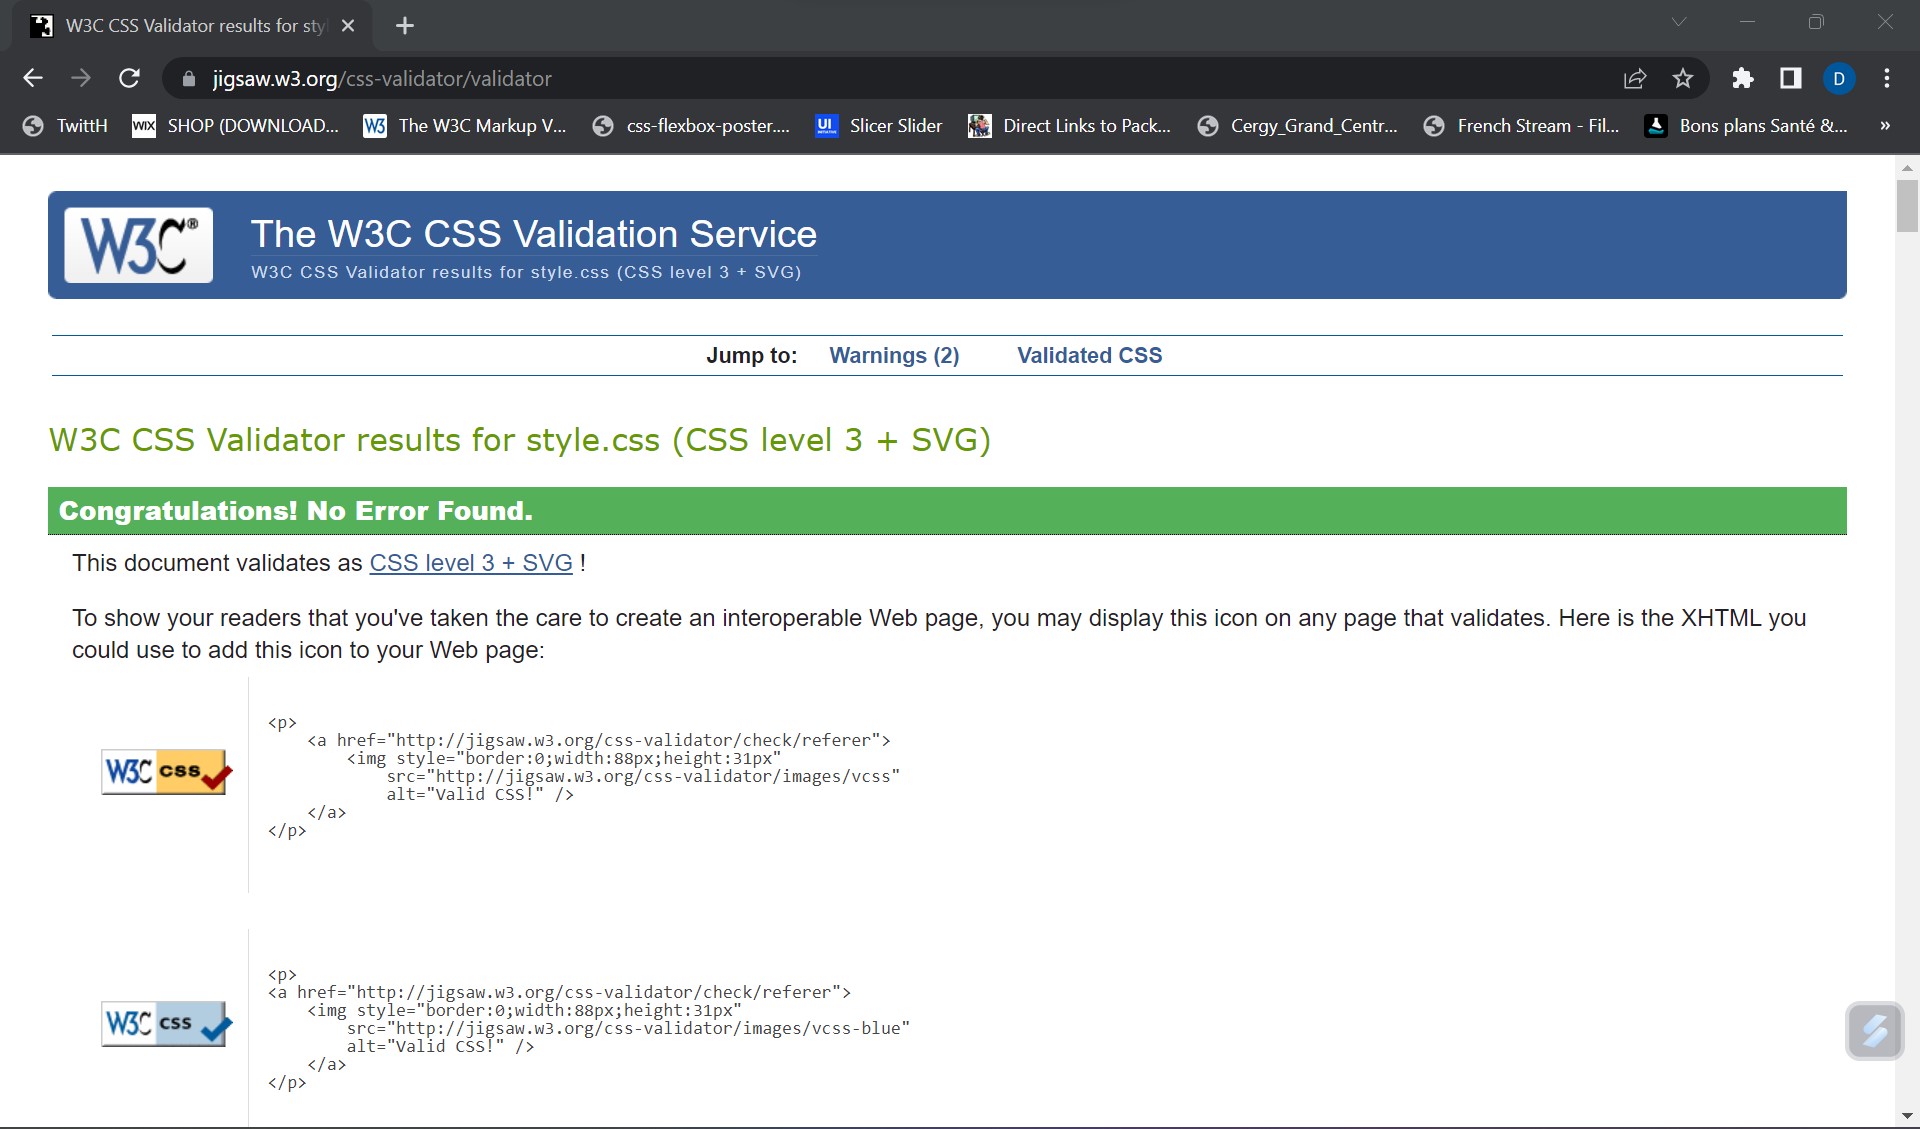 W3C CSS Validator results for sty
jigsaw.w3.org/css-validator/validator
D
TwittH
WIX SHOP (DOWNLOAD...
W3 The W3C Markup V...
css-flexbox-poster....
UI Slicer Slider
Direct Links to Pack...
Cergy_Grand_Centr...
French Stream - Fil...
Bons plans Santé &...
»
W3C® The W3C CSS Validation Service
W3C CSS Validator results for style.css (CSS level 3 + SVG)
Jump to: Warnings (2) Validated CSS
W3C CSS Validator results for style.css (CSS level 3 + SVG)
Congratulations! No Error Found.
This document validates as CSS level 3 + SVG !
To show your readers that you've taken the care to create an interoperable Web page, you may display this icon on any page that validates. Here is the XHTML you
could use to add this icon to your Web page:
W3C css
<p>
<a href="http://jigsaw.w3.org/css-validator/check/referer">
<img style="border:0;width:88px;height:31px"
src="http://jigsaw.w3.org/css-validator/images/vcss"
alt="Valid CSS!" />
</a>
</p>
W3C css
<p>
<a href="http://jigsaw.w3.org/css-validator/check/referer">
<img style="border:0;width:88px;height:31px"
src="http://jigsaw.w3.org/css-validator/images/vcss-blue"
alt="Valid CSS!" />
</a>
</p>